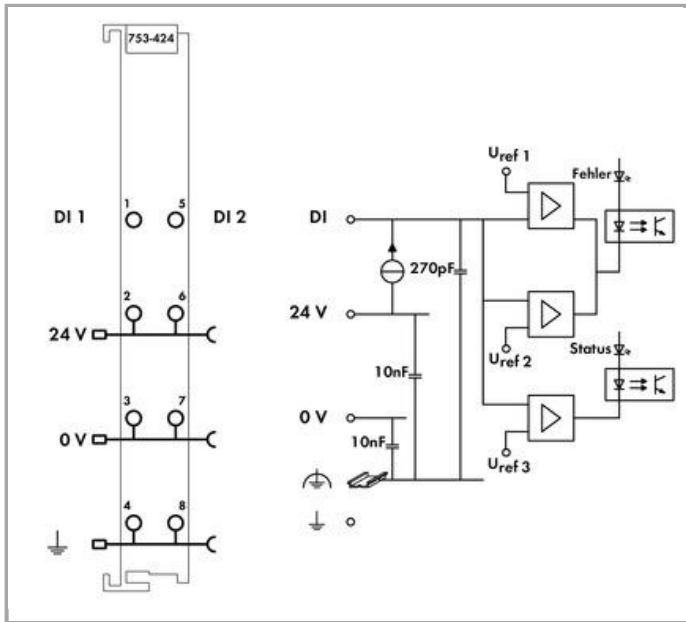 753-424
1 5
DI 1 DI 2
2 6
24 V
3 7
0 V
4 8
Uref 1
Fehler
DI
270pF
24 V
Uref 2
Status
10nF
0 V
10nF
Uref 3